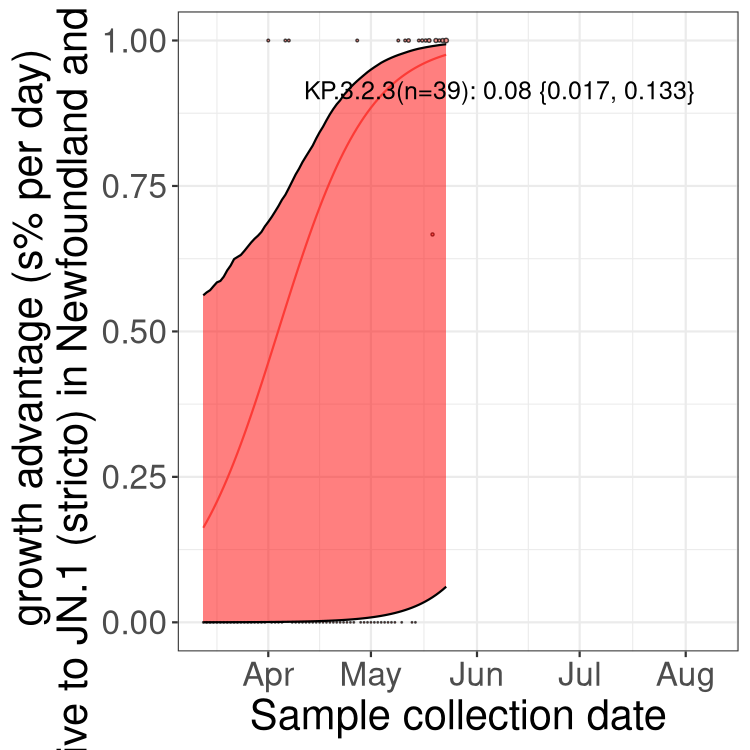 growth advantage (s% per day)
ive to JN.1 (stricto) in Newfoundland and
1.00
0.75
0.50
0.25
0.00
KP.3.2.3(n=39): 0.08 {0.017, 0.133}
Apr May Jun Jul Aug
Sample collection date